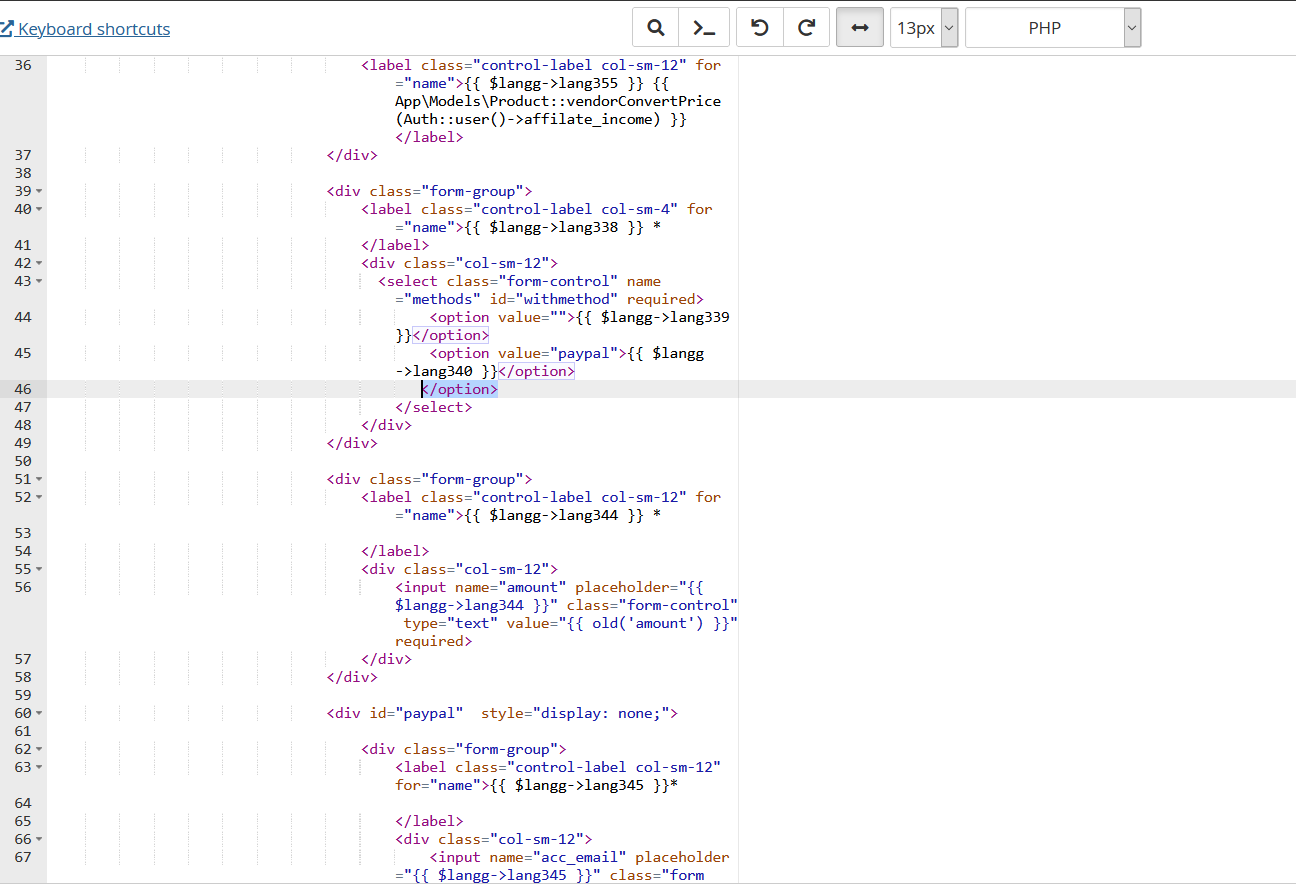 Keyboard shortcuts
13px
PHP
36 <label class="control-label col-sm-12" for
="name">{{ $langg->lang355 }} {{
App\Models\Product::vendorConvertPrice
(Auth::user()->affilate_income) }}
</label>
37 </div>
38
39 <div class="form-group">
40 <label class="control-label col-sm-4" for
="name">{{ $langg->lang338 }} *
41 </label>
42 <div class="col-sm-12">
43 <select class="form-control" name
="methods" id="withmethod" required>
44 <option value="">{{ $langg->lang339
}}</option>
45 <option value="paypal">{{ $langg
->lang340 }}</option>
46 </option>
47 </select>
48 </div>
49 </div>
50
51 <div class="form-group">
52 <label class="control-label col-sm-12" for
="name">{{ $langg->lang344 }} *
53
54 </label>
55 <div class="col-sm-12">
56 <input name="amount" placeholder="{{
$langg->lang344 }}" class="form-control"
type="text" value="{{ old('amount') }}"
required>
57 </div>
58 </div>
59
60 <div id="paypal"  style="display: none;">
61
62 <div class="form-group">
63 <label class="control-label col-sm-12"
for="name">{{ $langg->lang345 }}*
64
65 </label>
66 <div class="col-sm-12">
67 <input name="acc_email" placeholder
="{{ $langg->lang345 }}" class="form